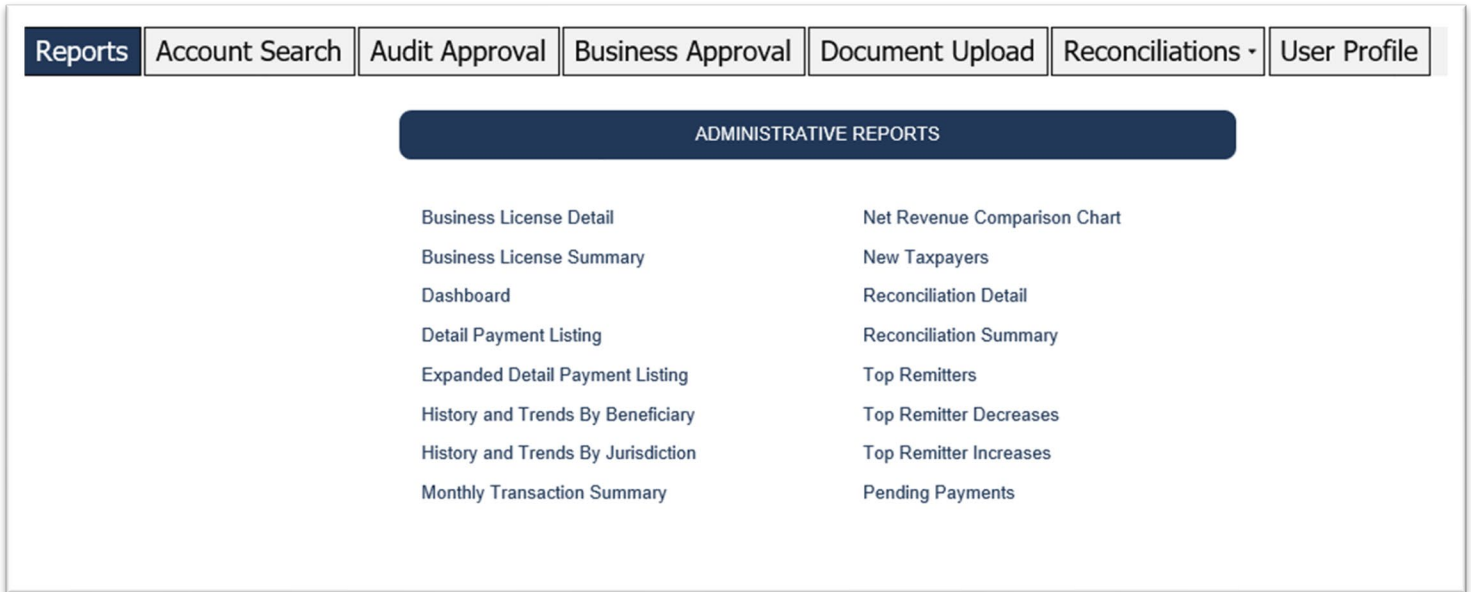 Reports Account Search Audit Approval Business Approval Document Upload Reconciliations User Profile
ADMINISTRATIVE REPORTS
Business License Detail
Business License Summary
Dashboard
Detail Payment Listing
Expanded Detail Payment Listing
History and Trends By Beneficiary
History and Trends By Jurisdiction
Monthly Transaction Summary
Net Revenue Comparison Chart
New Taxpayers
Reconciliation Detail
Reconciliation Summary
Top Remitters
Top Remitter Decreases
Top Remitter Increases
Pending Payments